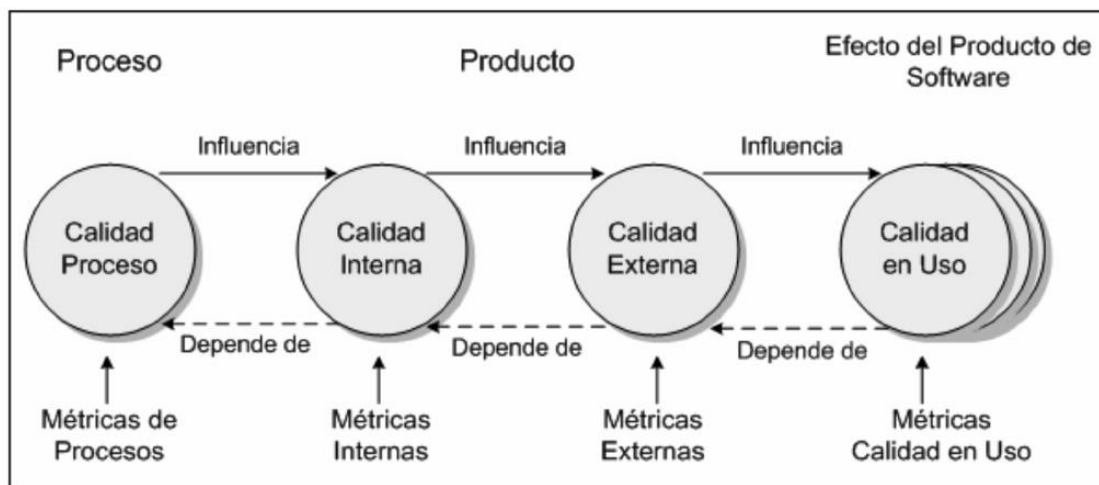 Proceso
Producto
Efecto del Producto de
Software
Influencia
Influencia
Influencia
Calidad
Proceso
Calidad
Interna
Calidad
Externa
Calidad
en Uso
Depende de
Depende de
Depende de
Métricas de
Procesos
Métricas
Internas
Métricas
Externas
Métricas
Calidad en Uso